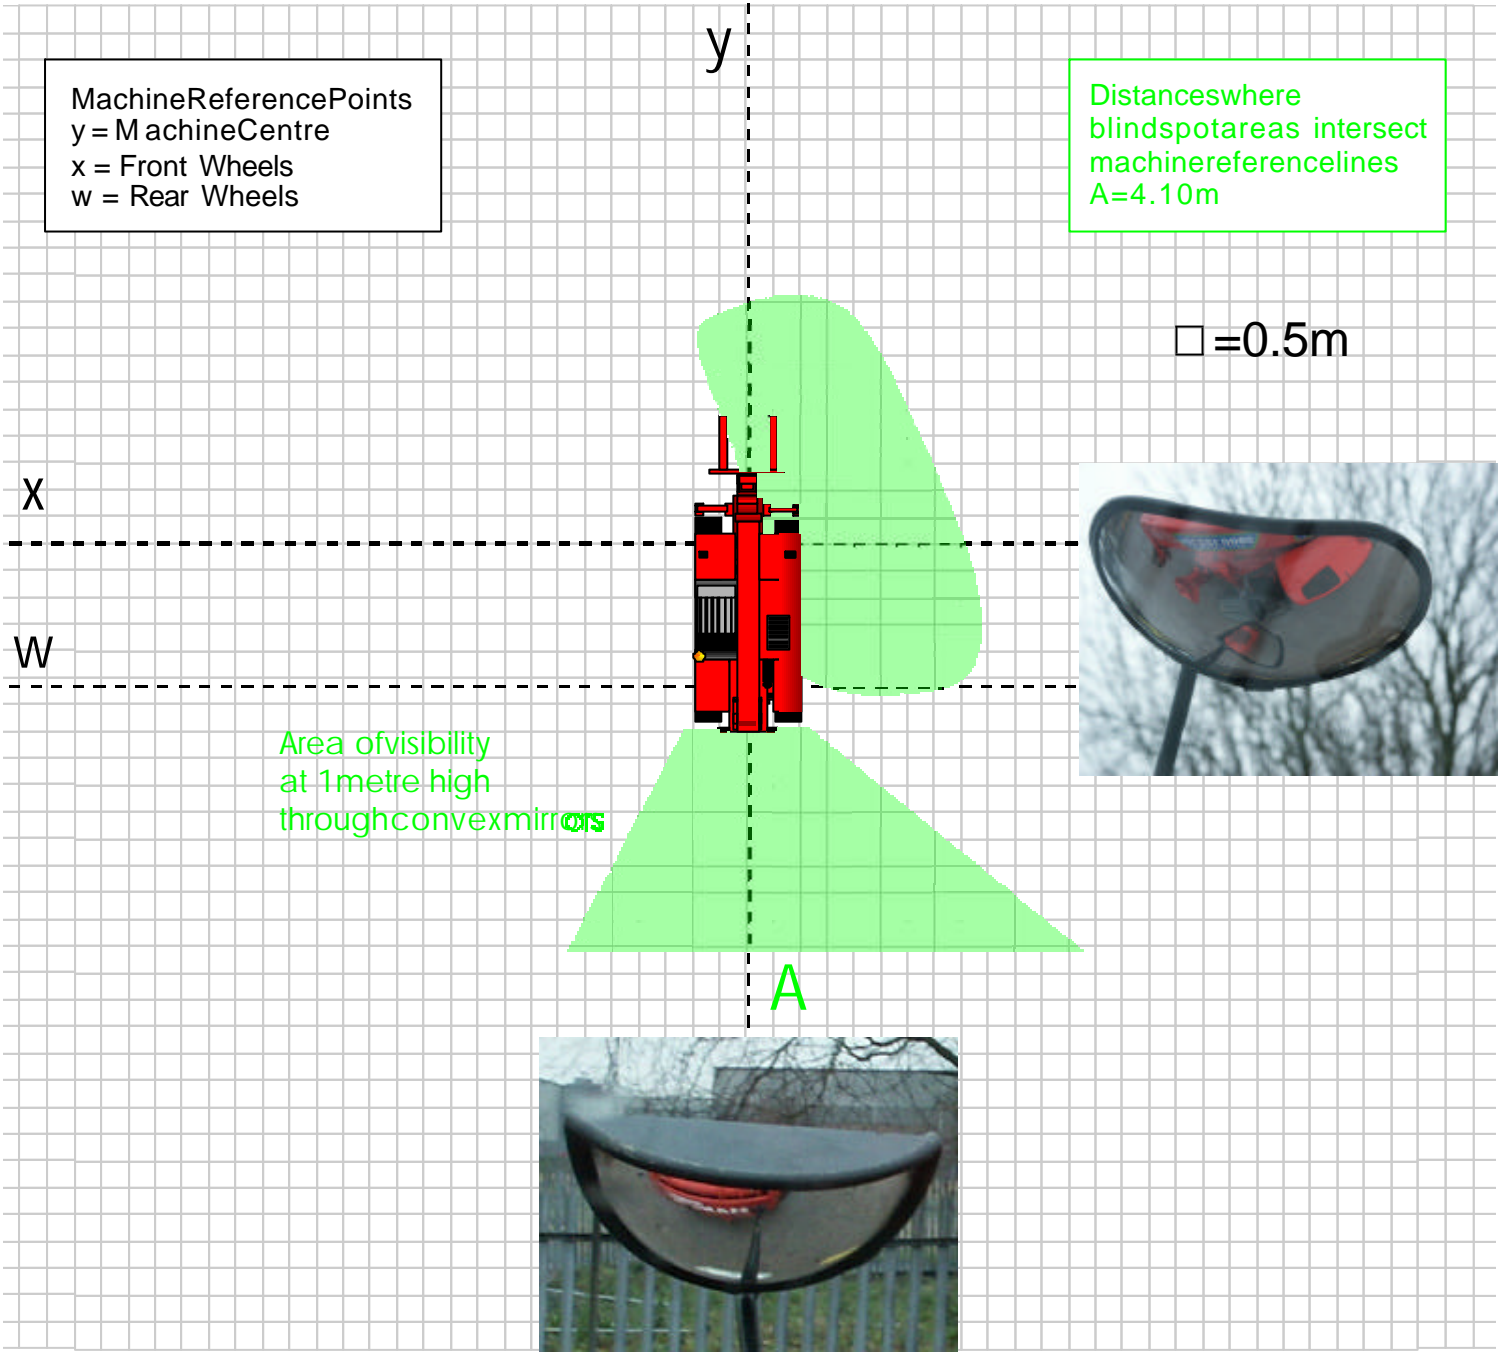 y
MachineReferencePoints
y = MachineCentre
x = Front Wheels
w = Rear Wheels
Distanceswhere
blindspotareas intersect
machinereferencelines
A=4.10m
□ =0.5m
x
w
Area ofvisibility
at 1metre high
throughconvexmirrors
A